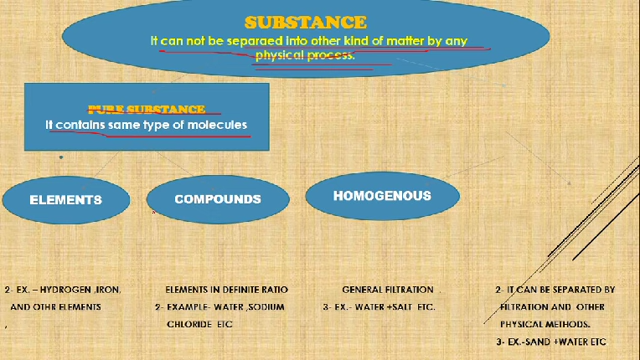 SUBSTANCE
It can not be separaed into other kind of matter by any
physical process.
PURE SUBSTANCE
It contains same type of molecules
ELEMENTS
COMPOUNDS
HOMOGENOUS
2- EX. – HYDROGEN ,IRON,
AND OTHR ELEMENTS
,
ELEMENTS IN DEFINITE RATIO
2- EXAMPLE- WATER ,SODIUM
CHLORIDE ETC
GENERAL FILTRATION
3- EX.- WATER +SALT ETC.
2- IT CAN BE SEPARATED BY
FILTRATION AND OTHER
PHYSICAL METHODS.
3- EX.-SAND +WATER ETC